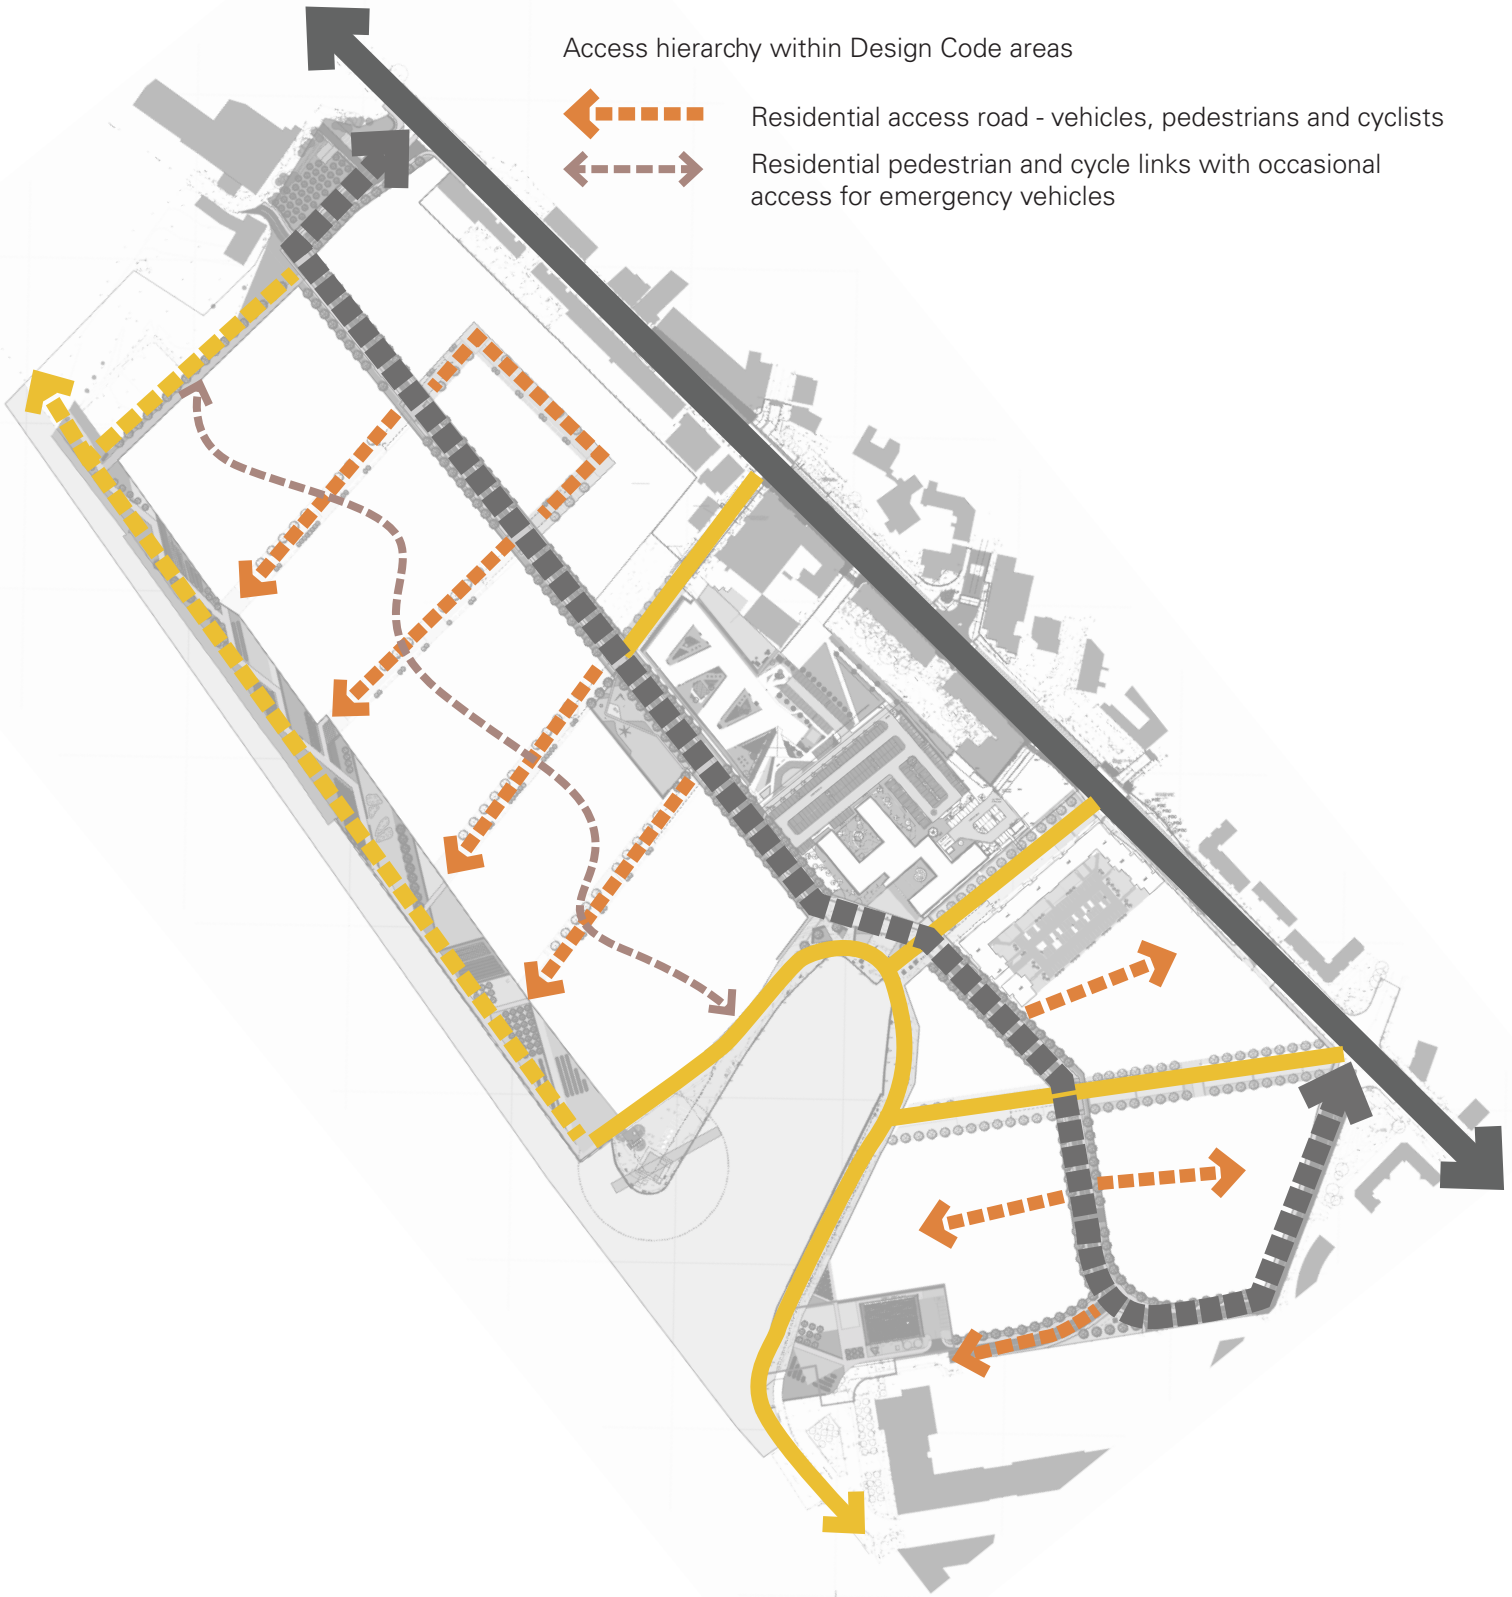 Access hierarchy within Design Code areas
Residential access road - vehicles, pedestrians and cyclists
Residential pedestrian and cycle links with occasional
access for emergency vehicles